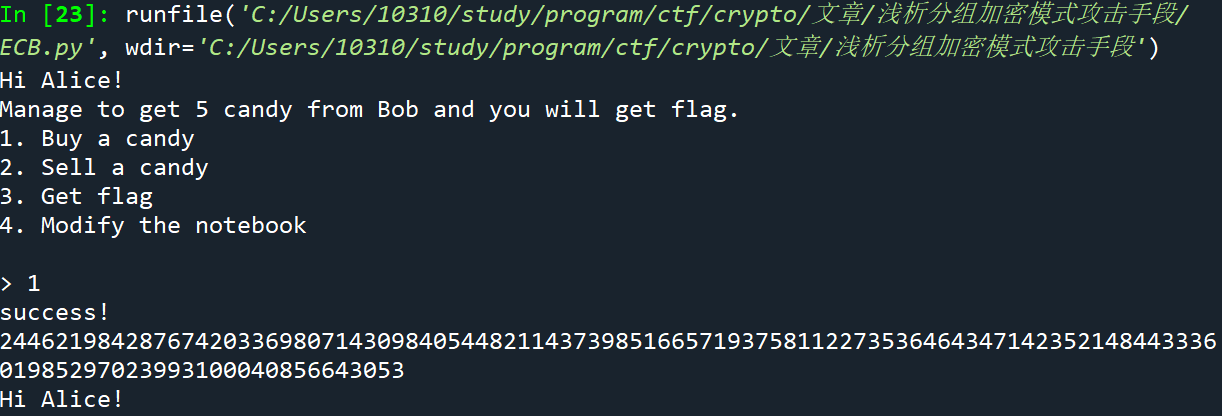 In [23]: runfile('C:/Users/10310/study/program/ctf/crypto/文章/浅析分组加密模式攻击手段/
ECB.py', wdir='C:/Users/10310/study/program/ctf/crypto/文章/浅析分组加密模式攻击手段')
Hi Alice!
Manage to get 5 candy from Bob and you will get flag.
1. Buy a candy
2. Sell a candy
3. Get flag
4. Modify the notebook
> 1
success!
244621984287674203369807143098405448211437398516657193758112273536464347142352148443336
01985297023993100040856643053
Hi Alice!